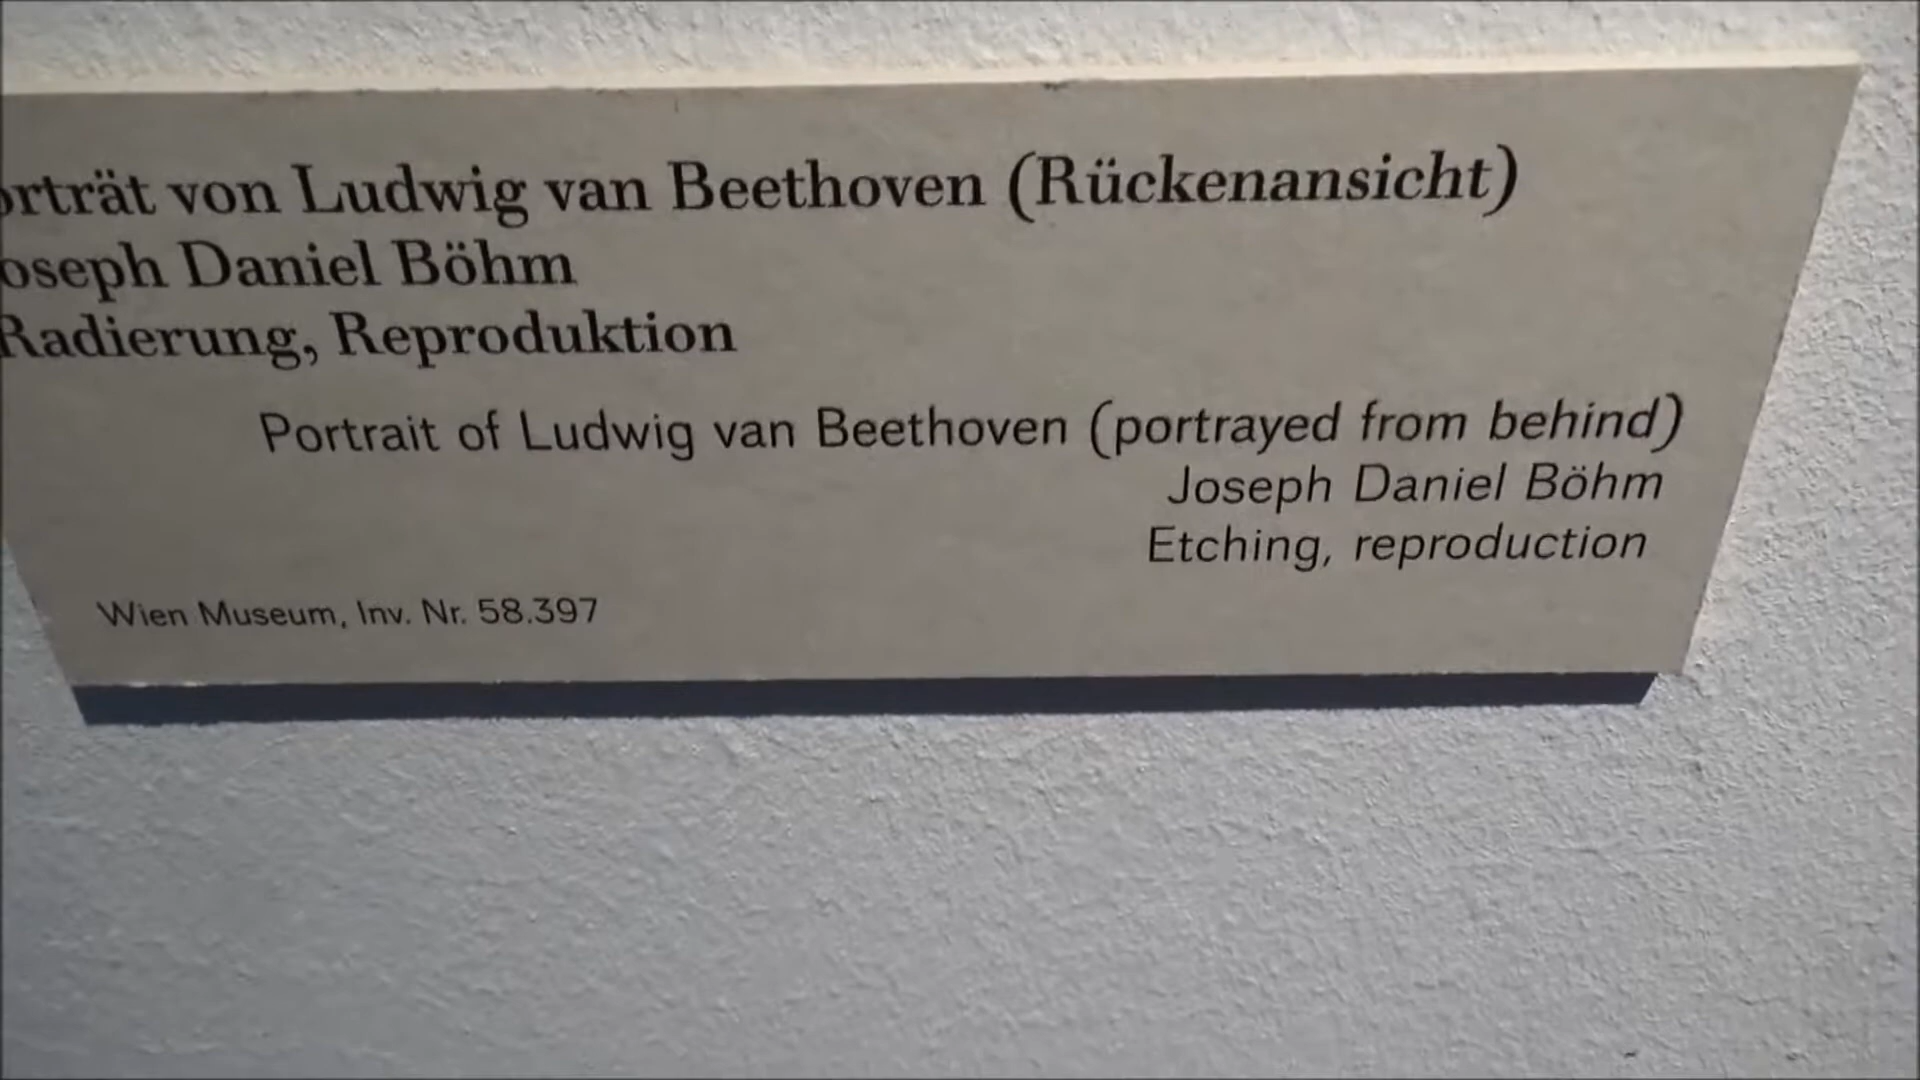 orträt von Ludwig van Beethoven (Rückenansicht)
oseph Daniel Böhm
Radierung, Reproduktion
Portrait of Ludwig van Beethoven (portrayed from behind)
Joseph Daniel Böhm
Etching, reproduction
Wien Museum, Inv. Nr. 58.397